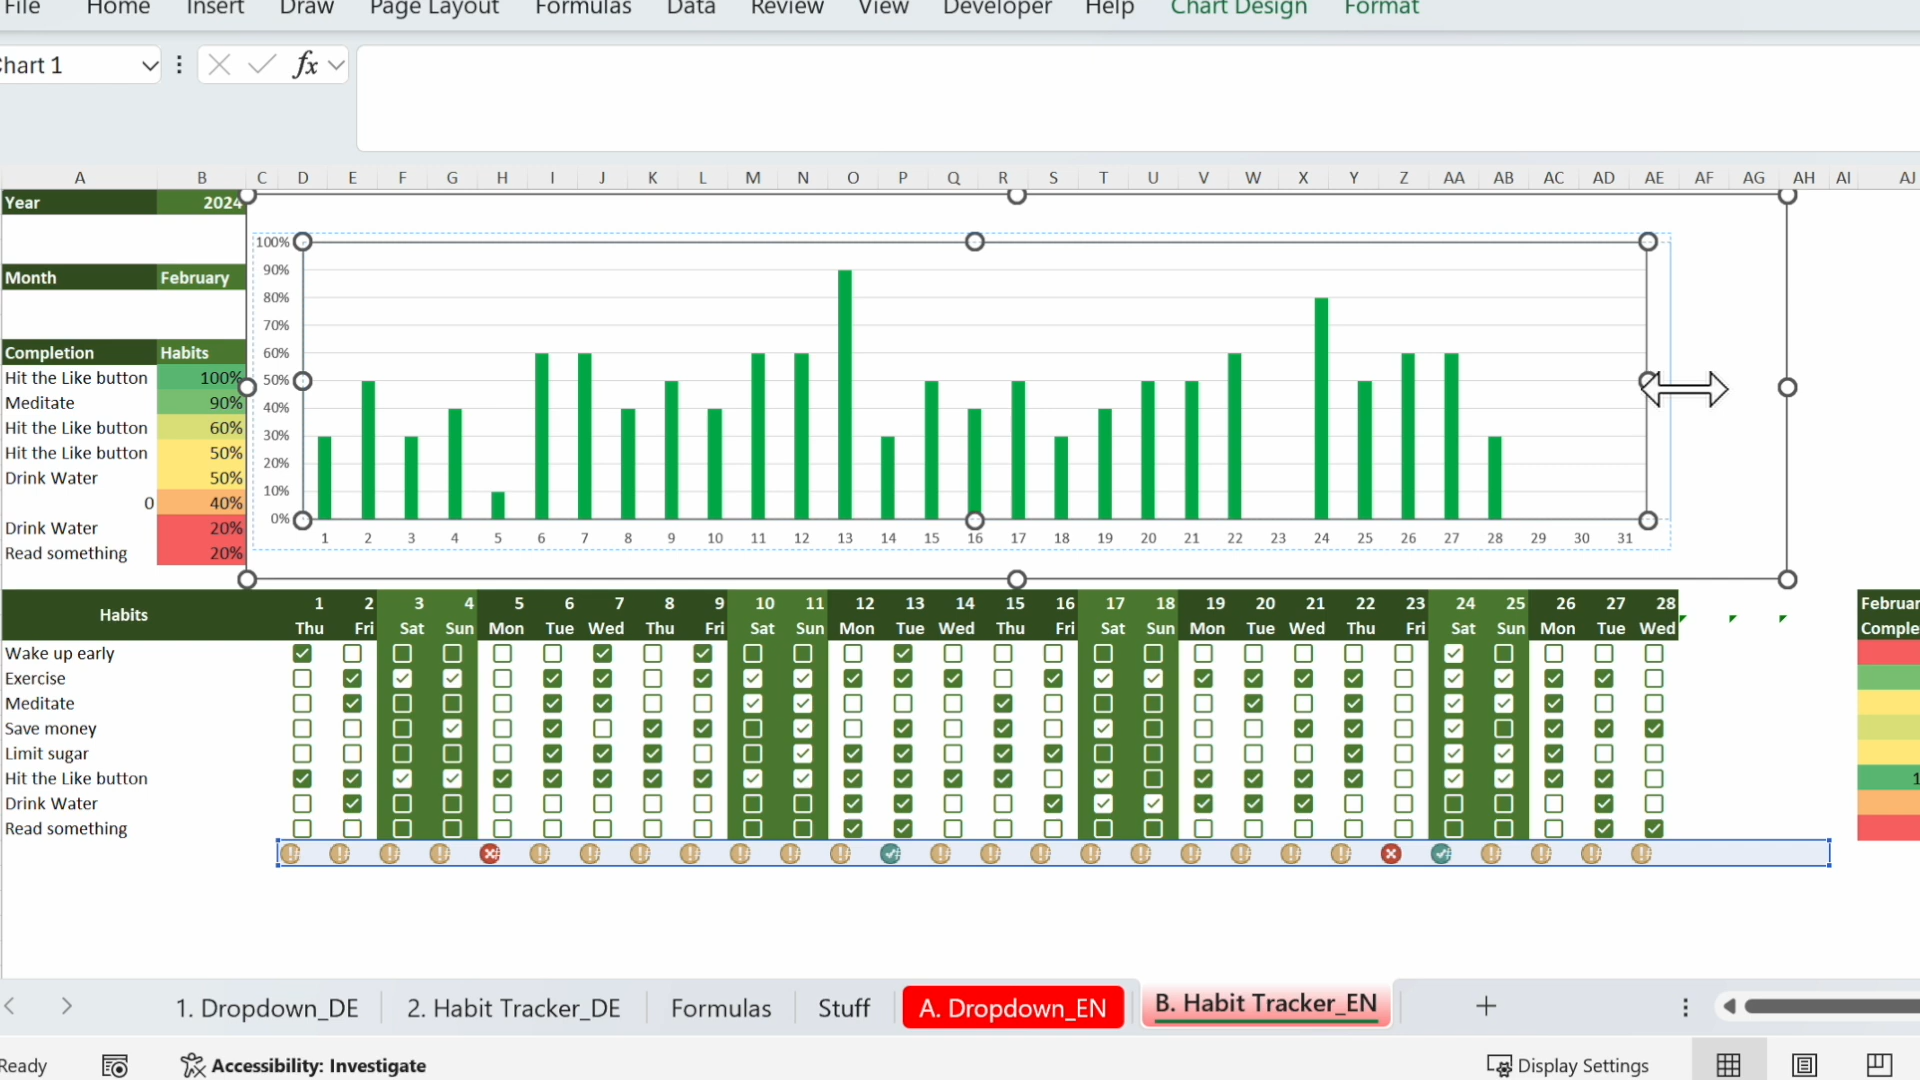 File Home Insert Draw Page Layout Formulas Data Review View Developer Help Chart Design Format
Chart 1 fx
A B C D E F G H I J K L M N O P Q R S T U V W X Y Z AA AB AC AD AE AF AG AH AI AJ
Year 2024
Month February
Completion Habits
Hit the Like button 100%
Meditate 90%
Hit the Like button 60%
Hit the Like button 50%
Drink Water 50%
0 40%
Drink Water 20%
Read something 20%
100%
90%
80%
70%
60%
50%
40%
30%
20%
10%
0%
1 2 3 4 5 6 7 8 9 10 11 12 13 14 15 16 17 18 19 20 21 22 23 24 25 26 27 28 29 30 31
Habits
1 2 3 4 5 6 7 8 9 10 11 12 13 14 15 16 17 18 19 20 21 22 23 24 25 26 27 28 Februar
Thu Fri Sat Sun Mon Tue Wed Thu Fri Sat Sun Mon Tue Wed Thu Fri Sat Sun Mon Tue Wed Thu Fri Sat Sun Mon Tue Wed Comple
Wake up early
Exercise
Meditate
Save money
Limit sugar
Hit the Like button 1
Drink Water
Read something
1. Dropdown_DE 2. Habit Tracker_DE Formulas Stuff A. Dropdown_EN B. Habit Tracker_EN
Ready Accessibility: Investigate Display Settings